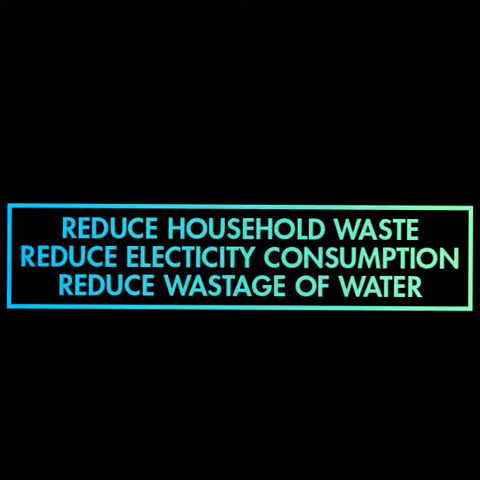 REDUCE HOUSEHOLD WASTE
REDUCE ELECTICITY CONSUMPTION
REDUCE WASTAGE OF WATER